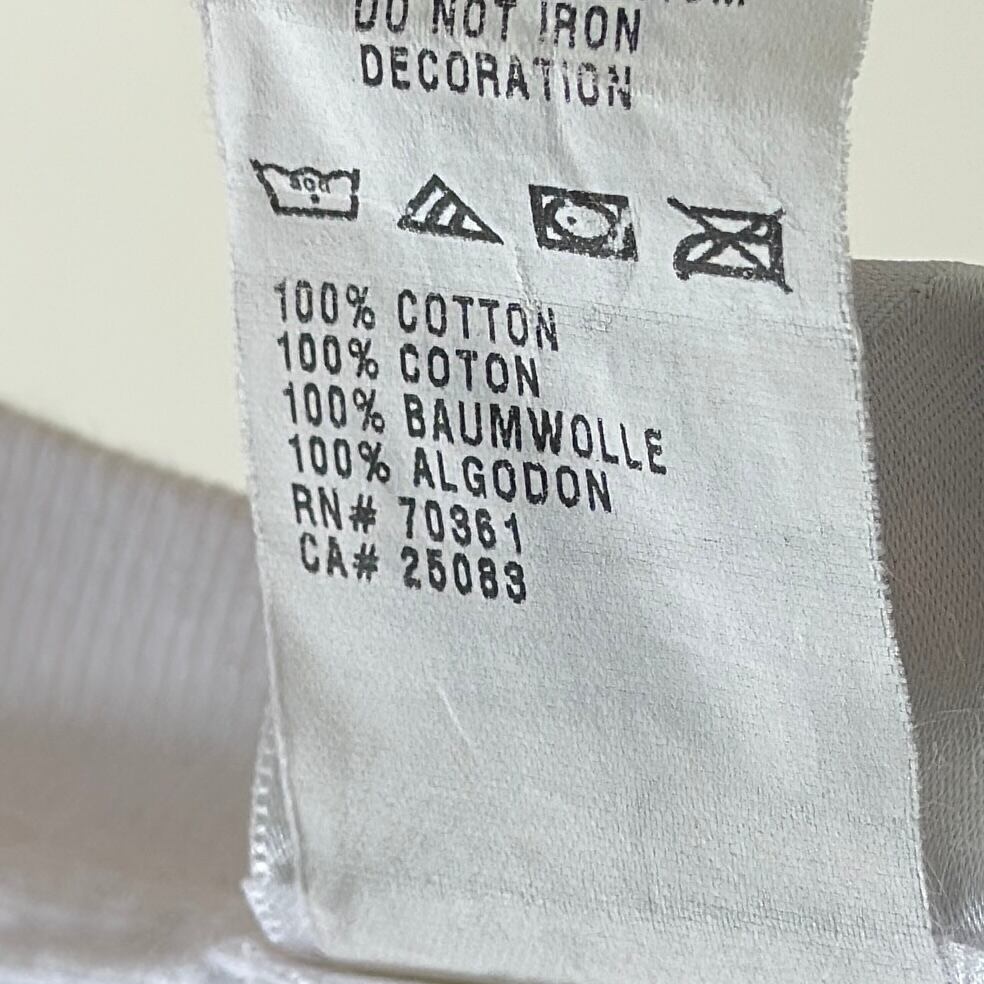 DO NOT IRON
DECORATION
100% COTTON
100% COTON
100% BAUMWOLLE
100% ALGODON
RN# 70361
CA# 25083